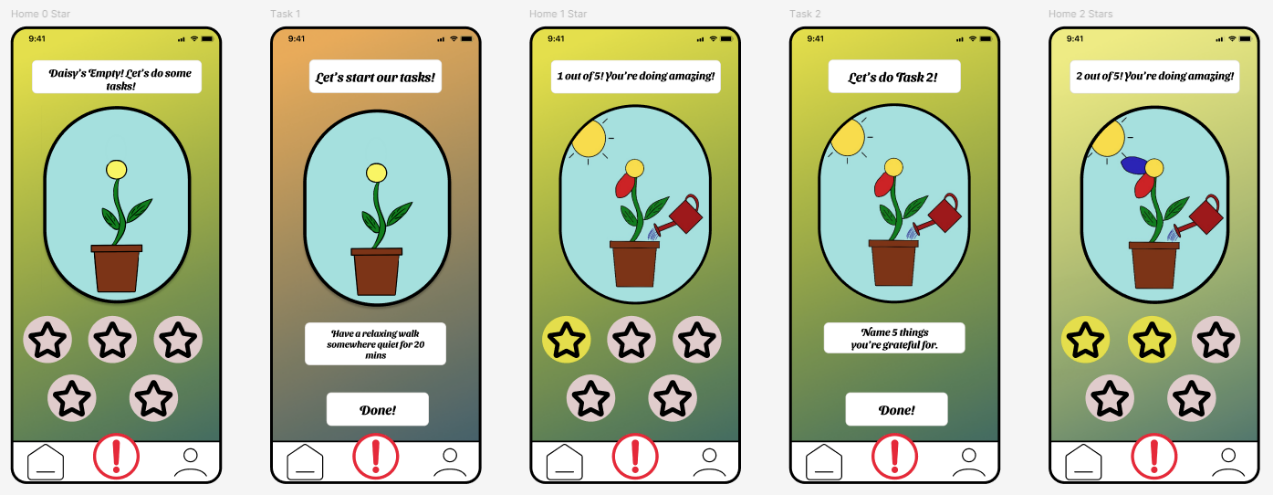 Home 0 Star
9:41
Daisy's Empty! Let's do some
tasks!
Task 1
9:41
Let's start our tasks!
Have a relaxing walk
somewhere quiet for 20
mins
Done!
Home 1 Star
9:41
1 out of 5! You're doing amazing!
Task 2
9:41
Let's do Task 2!
Name 5 things
you're grateful for.
Done!
Home 2 Stars
9:41
2 out of 5! You're doing amazing!